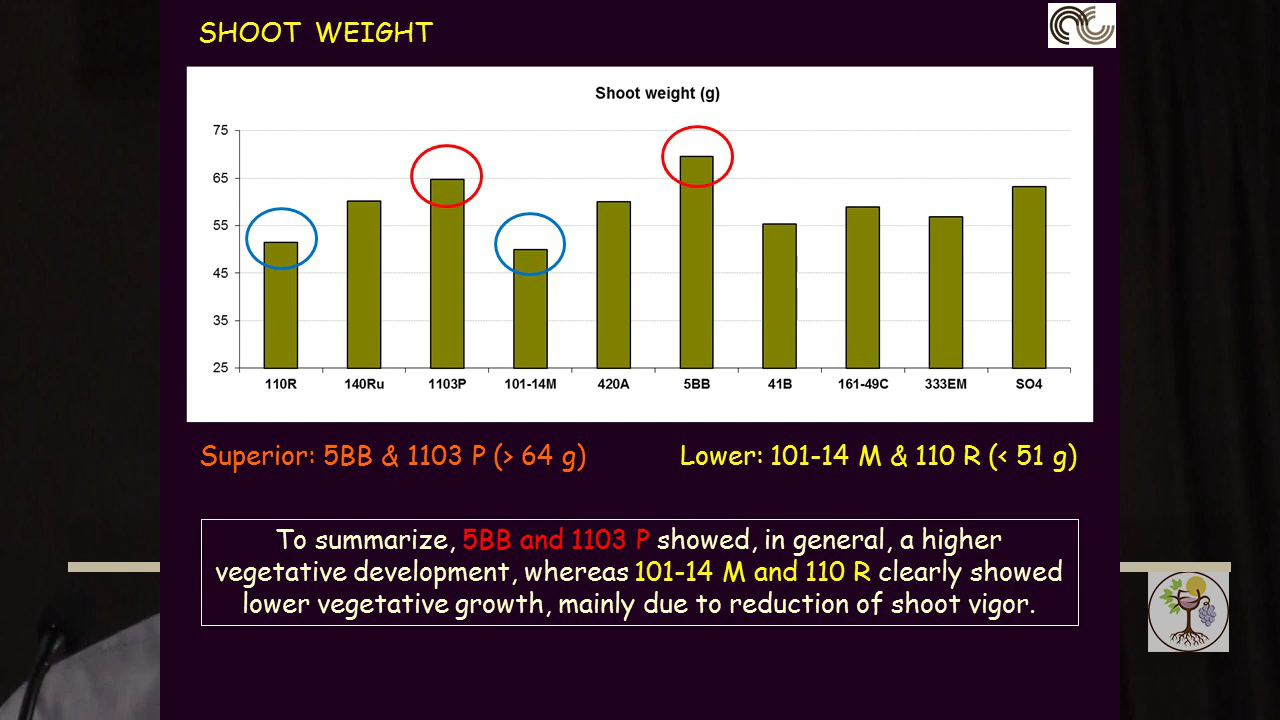 SHOOT WEIGHT
Shoot weight (g)
75
65
55
45
35
25
110R 140Ru 1103P 101-14M 420A 5BB 41B 161-49C 333EM SO4
Superior: 5BB & 1103 P (> 64 g) Lower: 101-14 M & 110 R (< 51 g)
To summarize, 5BB and 1103 P showed, in general, a higher
vegetative development, whereas 101-14 M and 110 R clearly showed
lower vegetative growth, mainly due to reduction of shoot vigor.